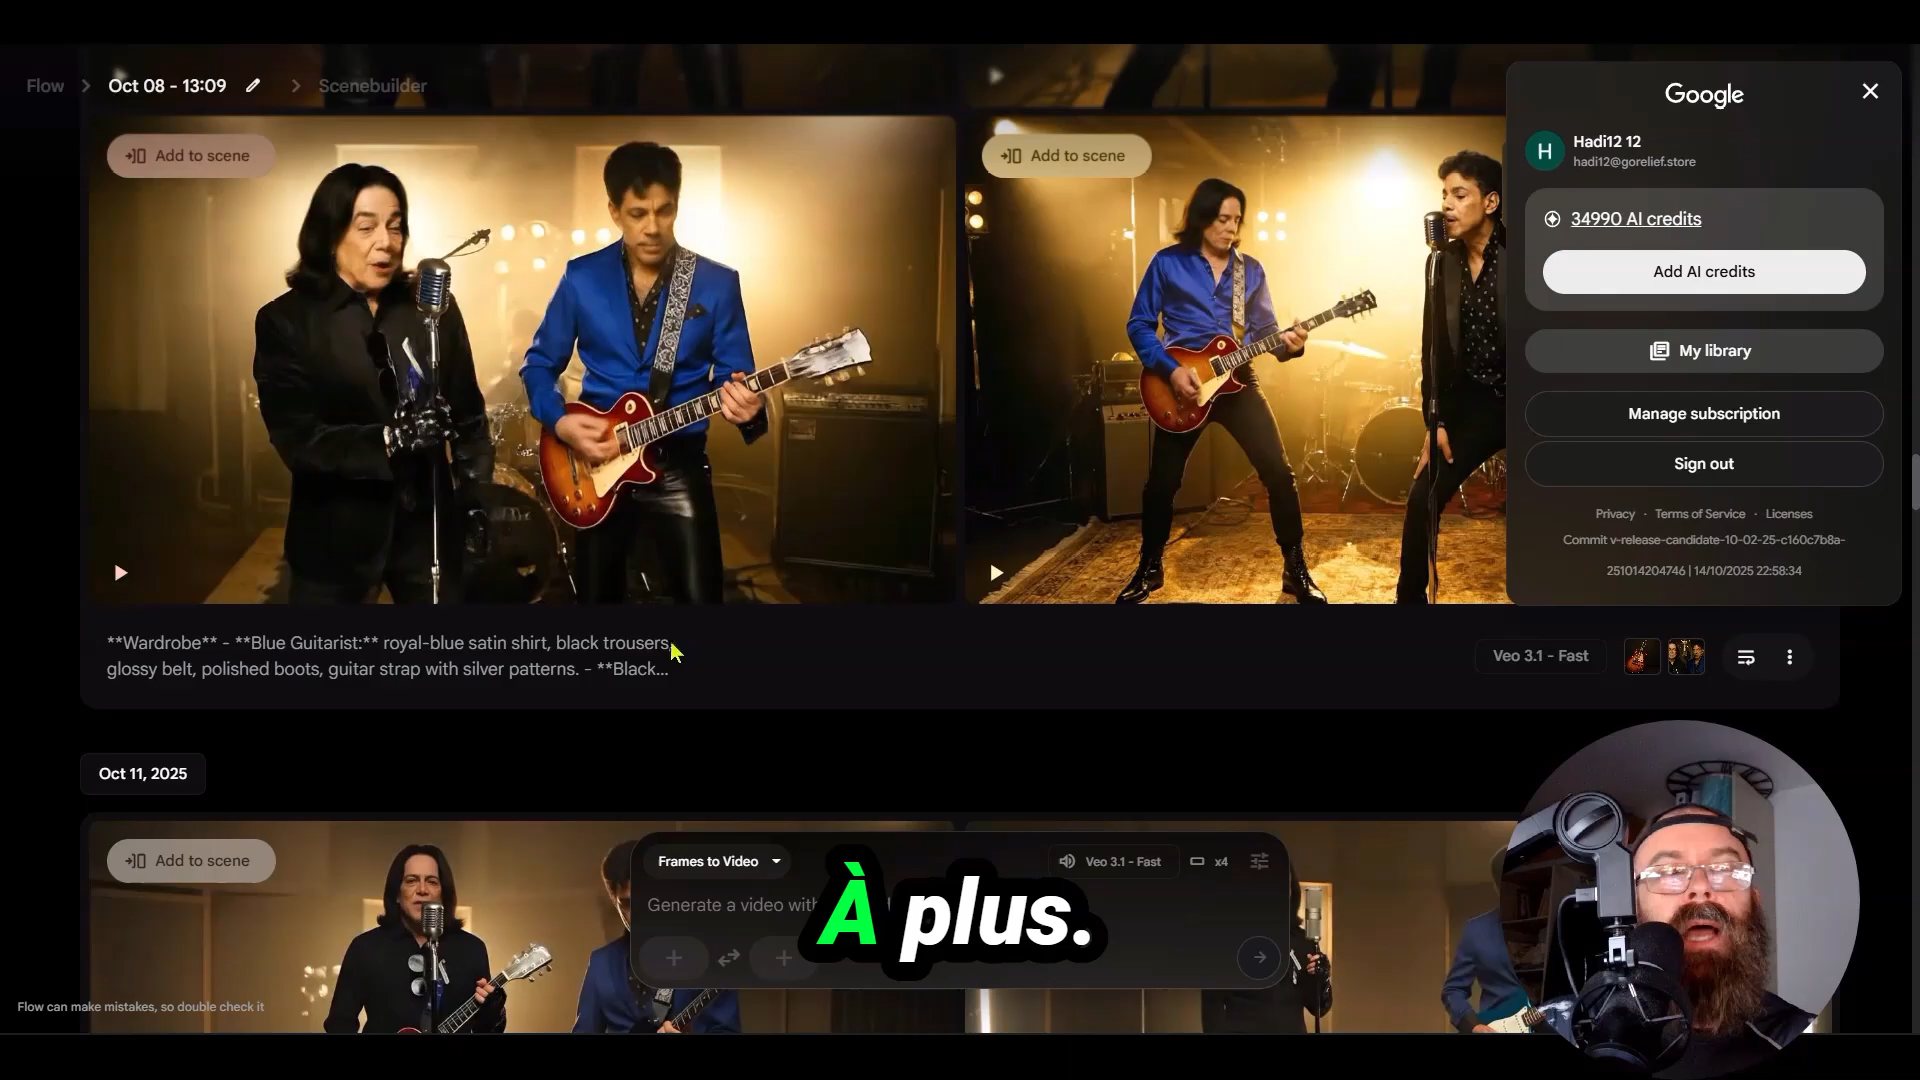 Flow
Oct 08 - 13:09
Scenebuilder
Add to scene
Add to scene
Google
H
Hadi12 12
hadi12@gorelief.store
34990 AI credits
Add AI credits
My library
Manage subscription
Sign out
Privacy · Terms of Service · Licenses
Commit v-release-candidate-10-02-25-c160c7b8a-
251014204746 | 14/10/2025 22:58:34
**Wardrobe** - **Blue Guitarist:** royal-blue satin shirt, black trousers,
glossy belt, polished boots, guitar strap with silver patterns. - **Black...
Veo 3.1 - Fast
Oct 11, 2025
Add to scene
Frames to Video
Veo 3.1 - Fast
x4
Generate a video with
À plus.
Flow can make mistakes, so double check it